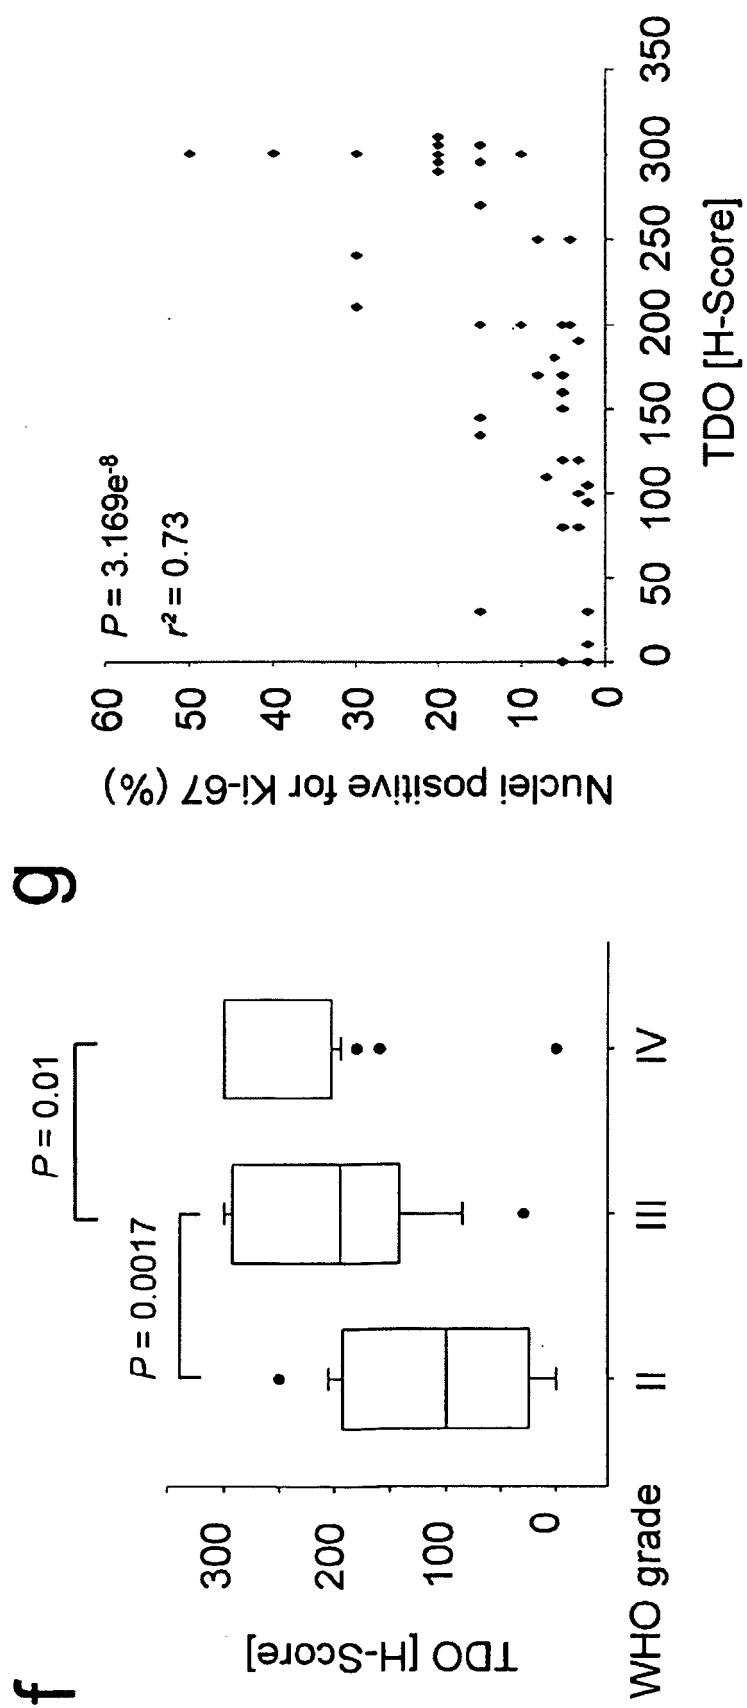 f
TDO [H-Score]
300
200
100
0
P = 0.0017
P = 0.01
WHO grade
II
III
IV
g
Nuclei positive for Ki-67 (%)
60
50
40
30
20
10
0
P = 3.169e⁻⁸
r² = 0.73
0 50 100 150 200 250 300 350
TDO [H-Score]